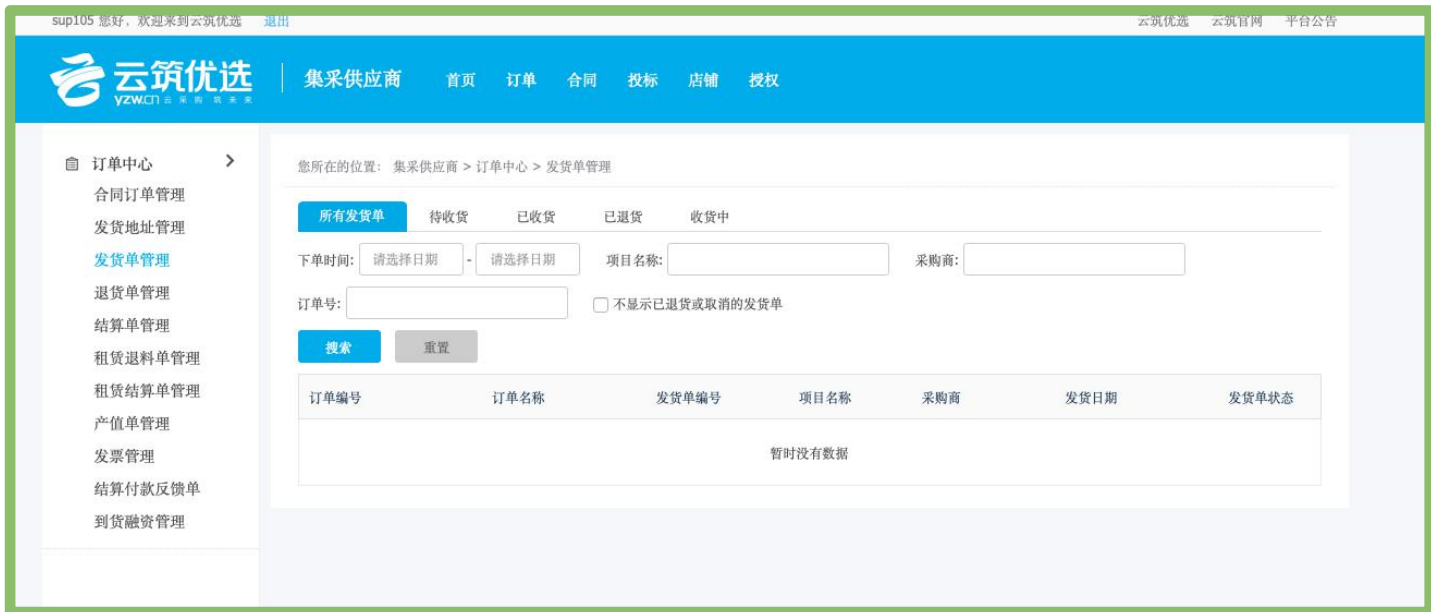 sup105 您好，欢迎来到云筑优选 退出 云筑优选 云筑官网 平台公告
云筑优选 集采供应商 首页 订单 合同 投标 店铺 授权
yzw.cn 云采购 筑未来
订单中心
合同订单管理
发货地址管理
发货单管理
退货单管理
结算单管理
租赁退料单管理
租赁结算单管理
产值单管理
发票管理
结算付款反馈单
到货融资管理
您所在的位置： 集采供应商 > 订单中心 > 发货单管理
所有发货单 待收货 已收货 已退货 收货中
下单时间: 请选择日期 - 请选择日期 项目名称: 采购商:
订单号: 不显示已退货或取消的发货单
搜索 重置
订单编号 订单名称 发货单编号 项目名称 采购商 发货日期 发货单状态
暂时没有数据